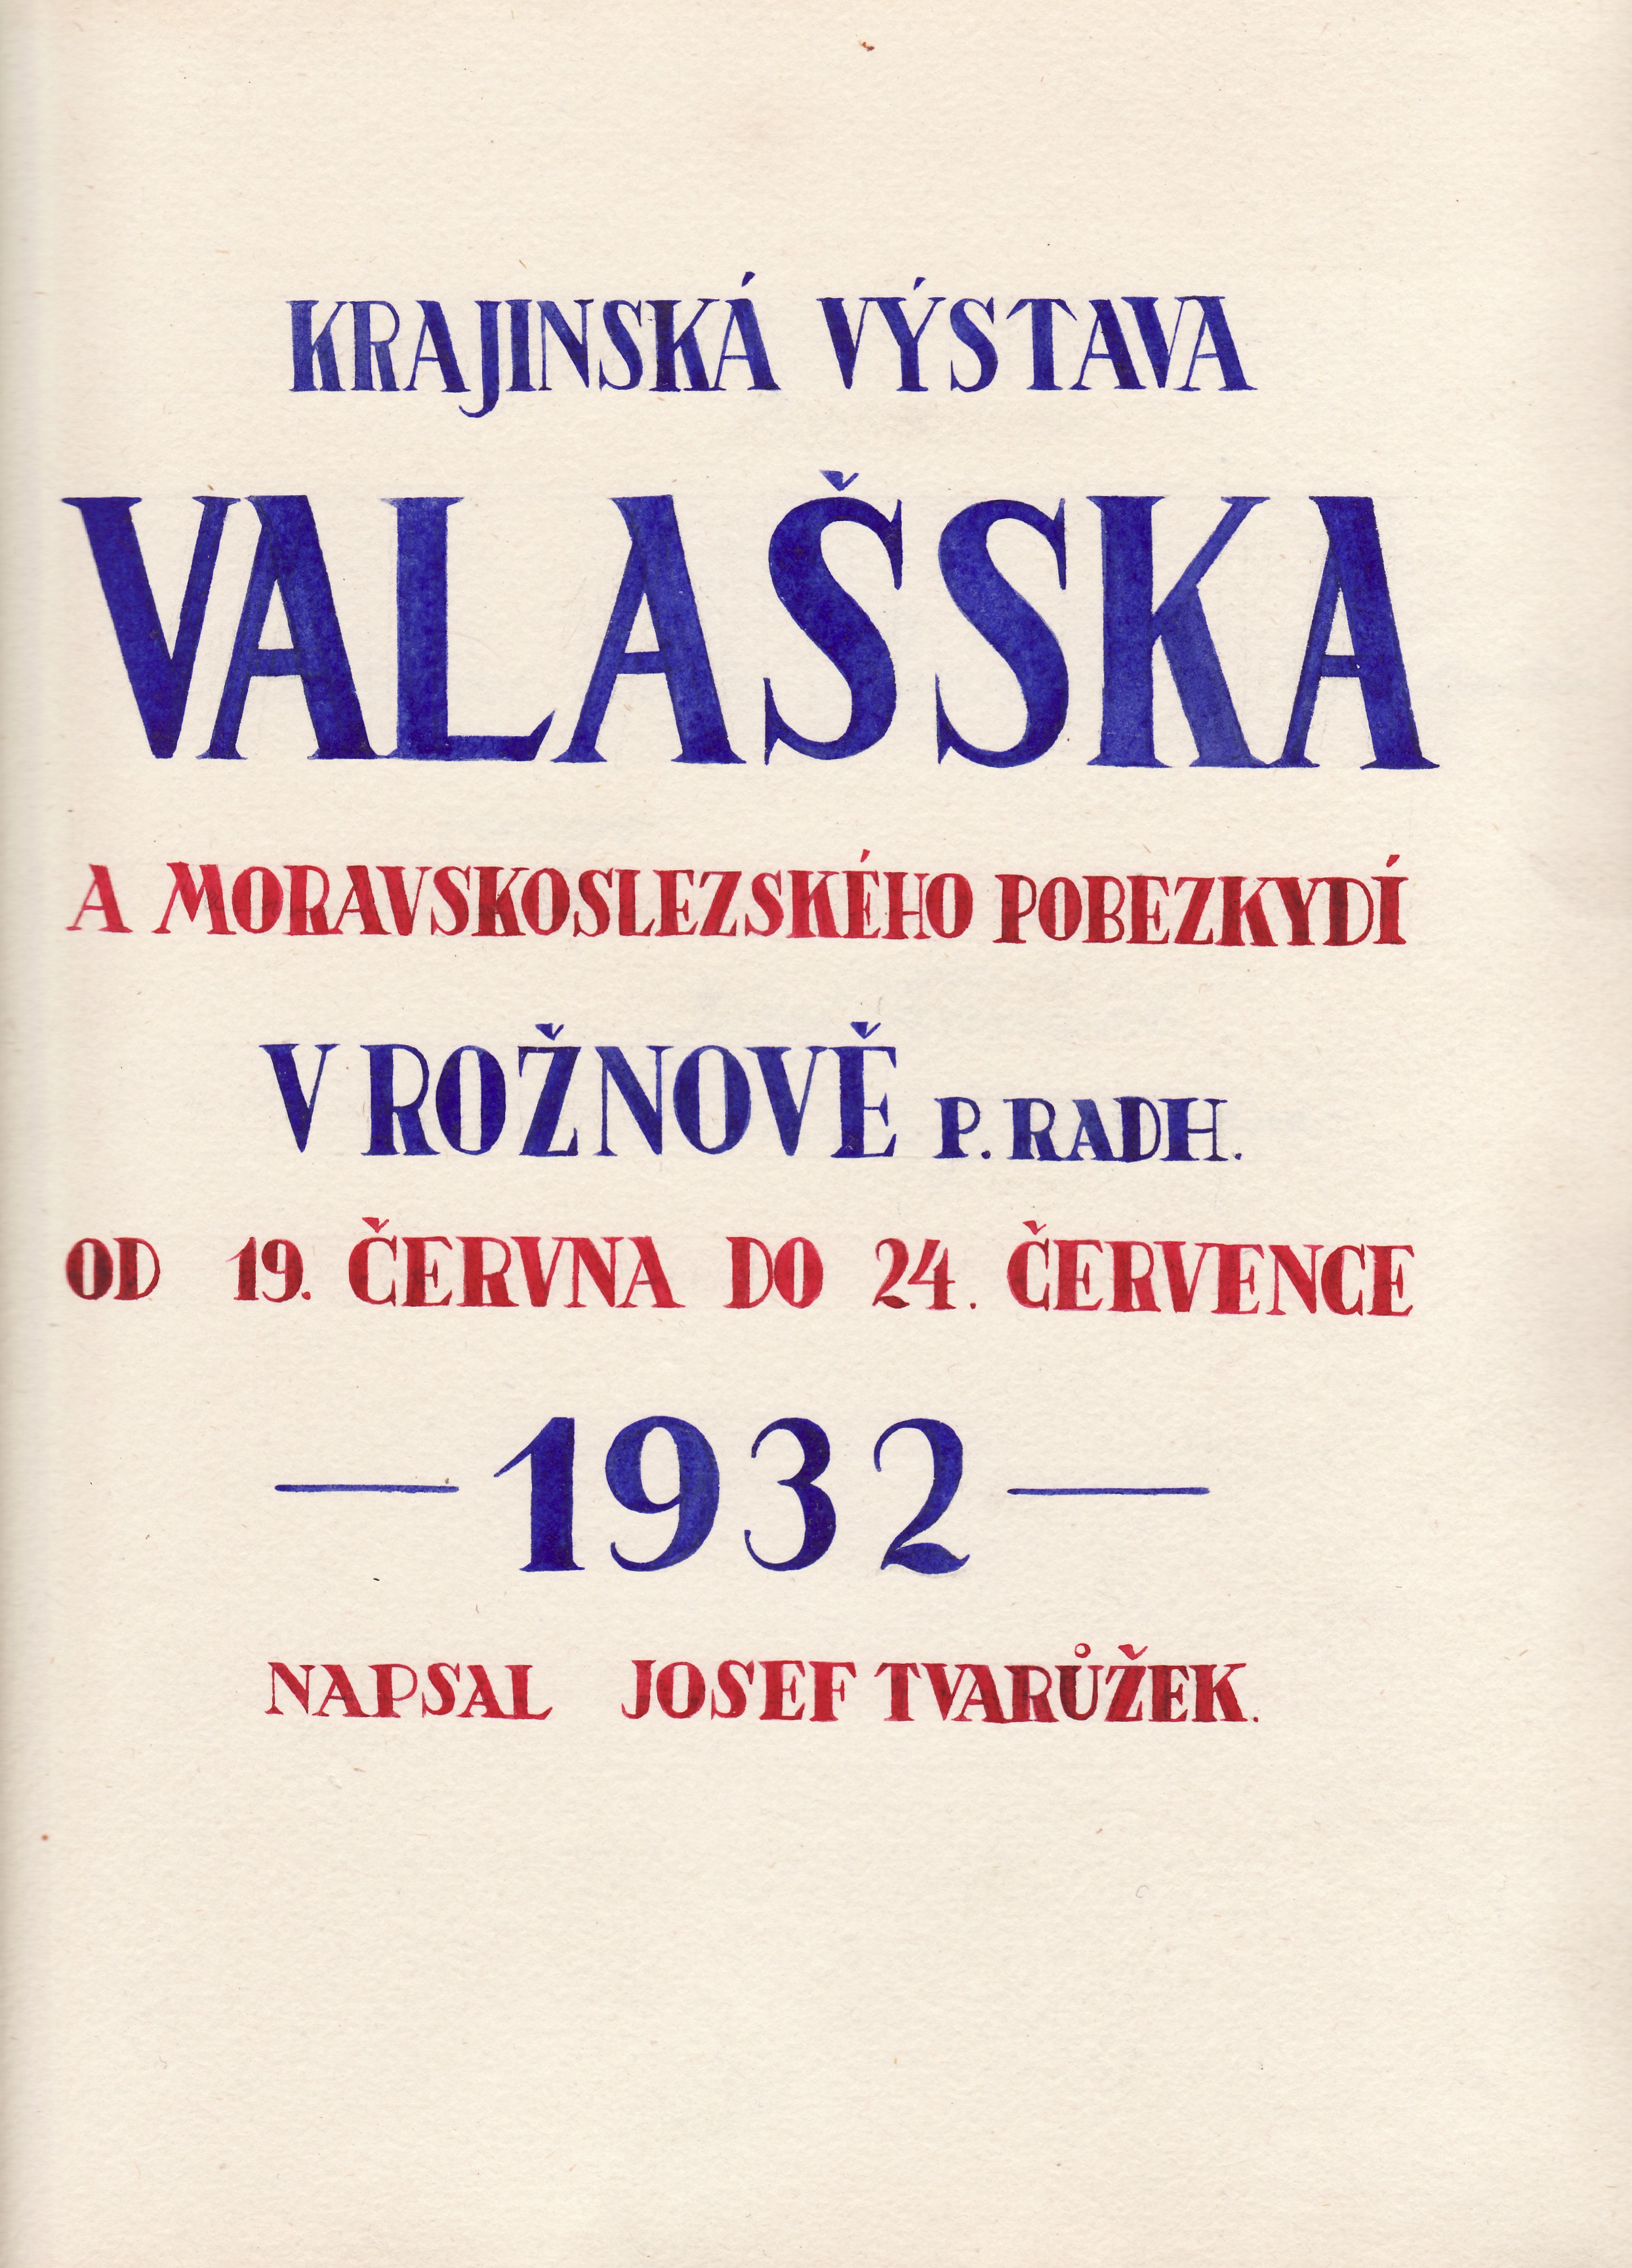 KRAJINSKÁ VÝSTAVA
VALAŠSKA
A MORAVSKOSLEZSKÉHO POBEZKYDÍ
V ROŽNOVĚ P. RADH.
OD 19. ČERVNA DO 24. ČERVENCE
— 1932 —
NAPSAL JOSEF TVARŮŽEK.